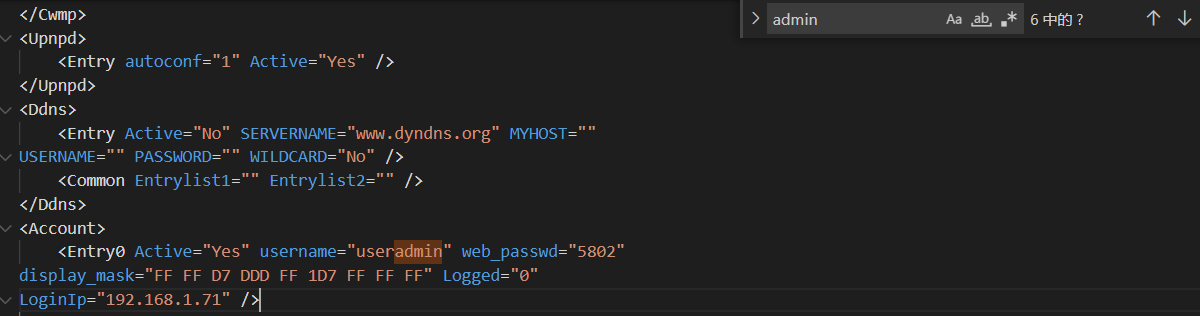 </Cwmp>
<Upnpd>
<Entry autoconf="1" Active="Yes" />
</Upnpd>
<Ddns>
<Entry Active="No" SERVERNAME="www.dyndns.org" MYHOST=""
USERNAME="" PASSWORD="" WILDCARD="No" />
<Common Entrylist1="" Entrylist2="" />
</Ddns>
<Account>
<Entry0 Active="Yes" username="useradmin" web_passwd="5802"
display_mask="FF FF D7 DDD FF 1D7 FF FF FF" Logged="0"
LoginIp="192.168.1.71" />
admin
Aa ab .*
6 中的 ?